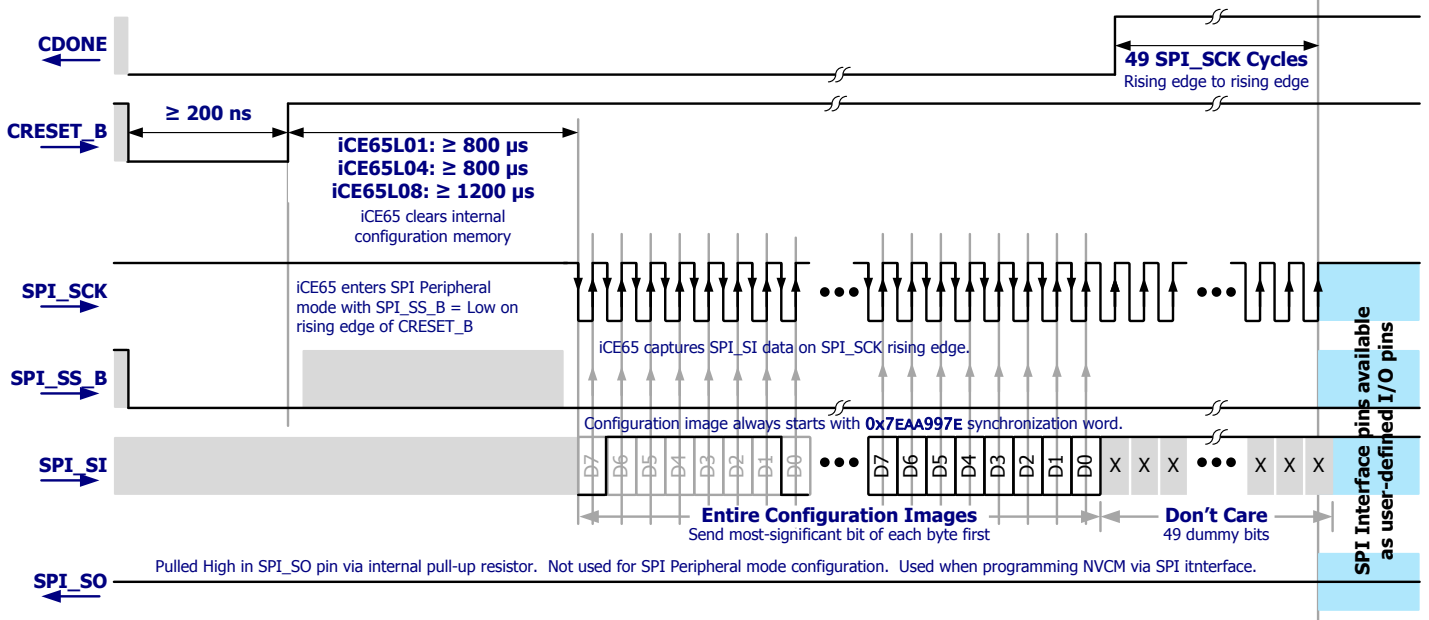 CDONE
49 SPI_SCK Cycles
Rising edge to rising edge
CRESET_B
≥ 200 ns
iCE65L01: ≥ 800 µs
iCE65L04: ≥ 800 µs
iCE65L08: ≥ 1200 µs
iCE65 clears internal
configuration memory
SPI_SCK
iCE65 enters SPI Peripheral
mode with SPI_SS_B = Low on
rising edge of CRESET_B
iCE65 captures SPI_SI data on SPI_SCK rising edge.
SPI_SS_B
Configuration image always starts with 0x7EAA997E synchronization word.
SPI_SI
D7 D6 D5 D4 D3 D2 D1 D0 ••• D7 D6 D5 D4 D3 D2 D1 D0 X X X ••• X X X
Entire Configuration Images
Send most-significant bit of each byte first
Don't Care
49 dummy bits
SPI Interface pins available
as user-defined I/O pins
Pulled High in SPI_SO pin via internal pull-up resistor. Not used for SPI Peripheral mode configuration. Used when programming NVCM via SPI itnterface.
SPI_SO